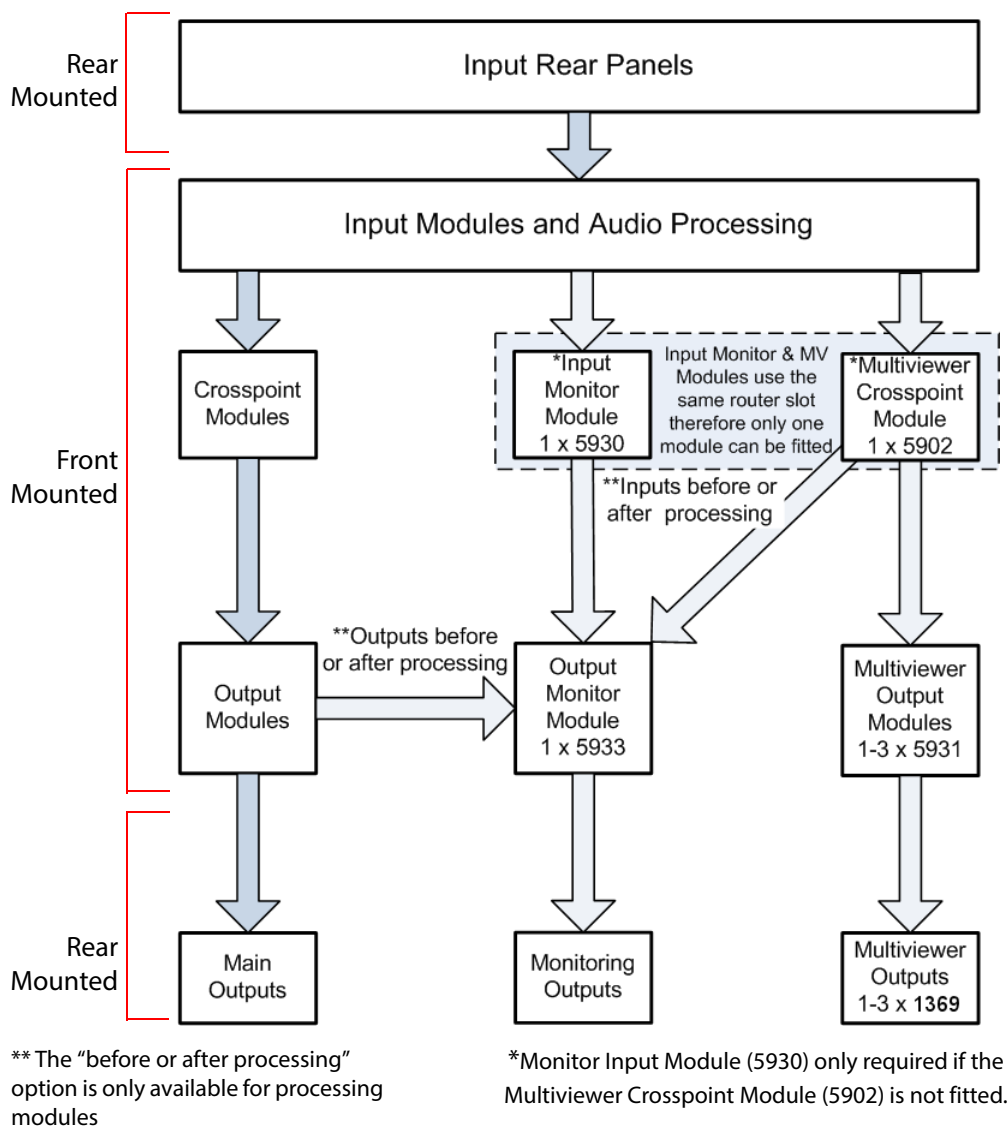 Rear
Mounted
Input Rear Panels
Input Modules and Audio Processing
Front
Mounted
Crosspoint
Modules
*Input
Monitor
Module
1 x 5930
Input Monitor & MV
Modules use the
same router slot
therefore only one
module can be fitted
*Multiviewer
Crosspoint
Module
1 x 5902
**Inputs before or
after processing
**Outputs before
or after processing
Output
Modules
Output
Monitor
Module
1 x 5933
Multiviewer
Output
Modules
1-3 x 5931
Rear
Mounted
Main
Outputs
Monitoring
Outputs
Multiviewer
Outputs
1-3 x 1369
** The “before or after processing”
option is only available for processing
modules
*Monitor Input Module (5930) only required if the
Multiviewer Crosspoint Module (5902) is not fitted.